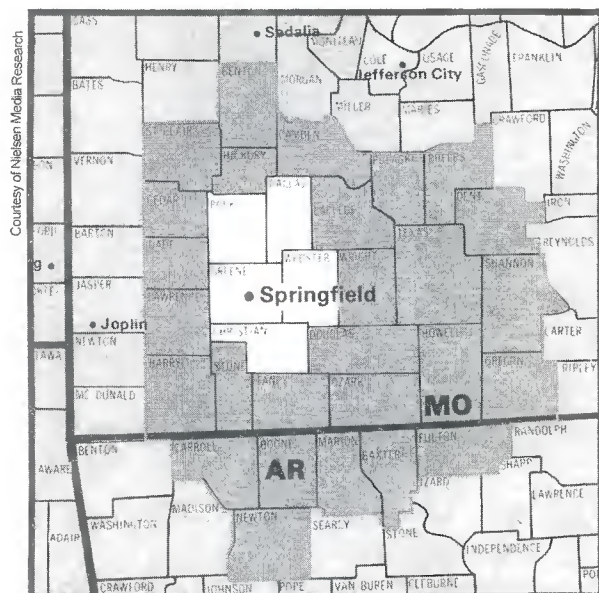 Courtesy of Nielsen Media Research
Sedalia
HENRY
BENTON
MORGAN
COLE
OSAGE
GASCONADE
FRANKLIN
Jefferson City
BATES
MILLER
MARIES
CRAWFORD
WASHINGTON
ST CLAIR
CAMDEN
HICKORY
PHELPS
VERNON
DENT
IRON
CEDAR
POLK
DALLAS
LACLEDE
TEXAS
REYNOLDS
BARTON
DADE
GREENE
WEBSTER
WRIGHT
SHANNON
JASPER
Springfield
LAWRENCE
Joplin
CHRISTIAN
DOUGLAS
HOWELL
CARTER
NEWTON
BARRY
STONE
TANEY
OZARK
OREGON
RIPLEY
MC DONALD
MO
BENTON
CARROLL
BOONE
MARION
BAXTER
FULTON
RANDOLPH
SHARP
AR
IZARD
LAWRENCE
MADISON
WASHINGTON
NEWTON
SEARCY
STONE
ADAIR
INDEPENDENCE
CRAWFORD
JOHNSON
POPE
VAN BUREN
CLEBURNE